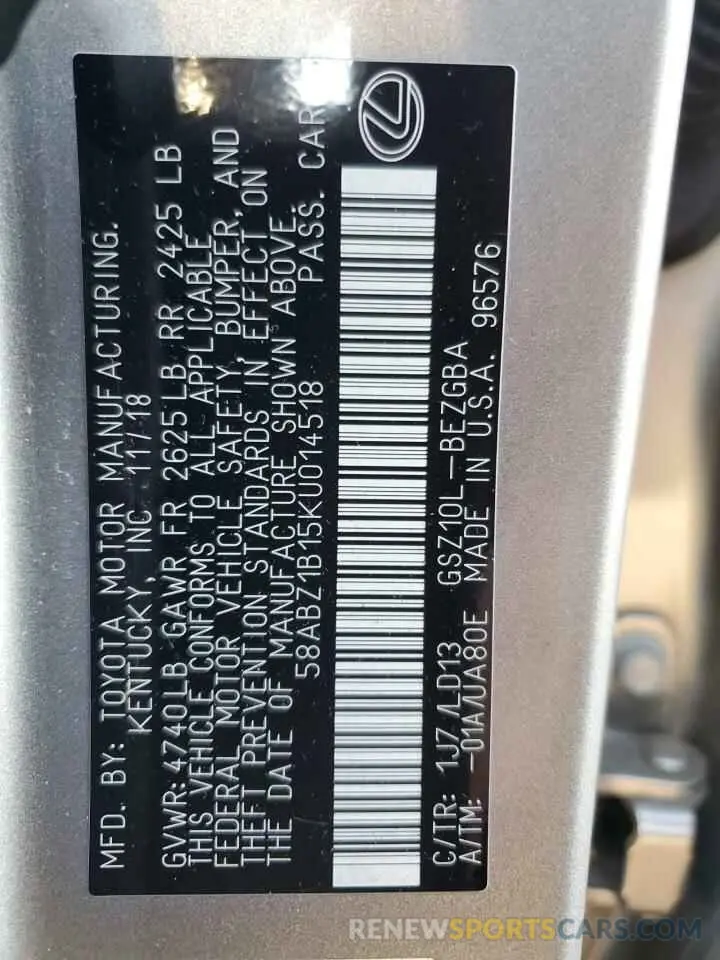 MFD. BY: TOYOTA MOTOR MANUFACTURING.
KENTUCKY, INC 11/18
GVWR: 4740LB GAWR FR 2625LB RR 2425 LB
THIS VEHICLE CONFORMS TO ALL APPLICABLE
FEDERAL MOTOR VEHICLE SAFETY, BUMPER, AND
THEFT PREVENTION STANDARDS IN EFFECT ON
THE DATE OF MANUFACTURE SHOWN ABOVE.
58ABZ1B15KU014518 PASS. CAR
C/TR: 1J7/LD13 GSZ10L-BEZGBA
A/TM: -01A/UA80E MADE IN U.S.A. 96576
RENEWSPORTSCARS.COM